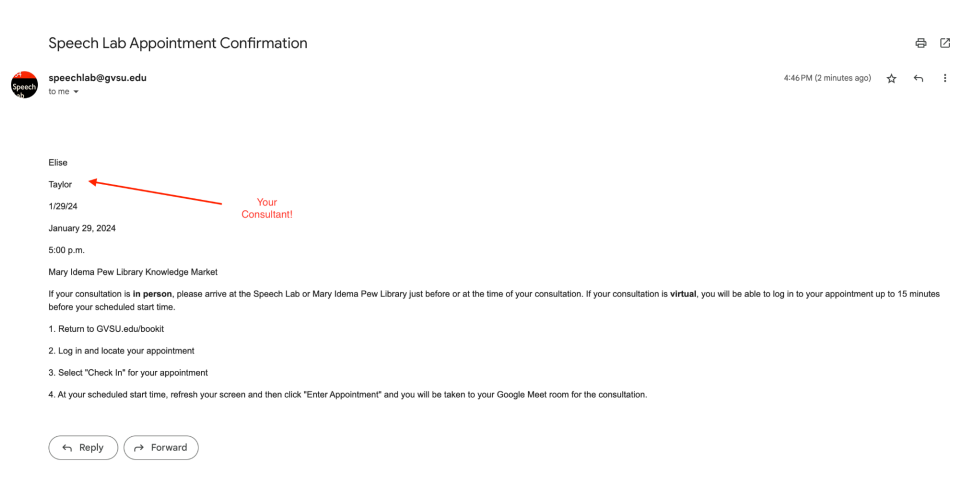 Speech Lab Appointment Confirmation
Speech
Lab
speechlab@gvsu.edu
4:46 PM (2 minutes ago)
to me
Elise
Taylor
Your
Consultant!
1/29/24
January 29, 2024
5:00 p.m.
Mary Idema Pew Library Knowledge Market
If your consultation is in person, please arrive at the Speech Lab or Mary Idema Pew Library just before or at the time of your consultation. If your consultation is virtual, you will be able to log in to your appointment up to 15 minutes
before your scheduled start time.
1. Return to GVSU.edu/bookit
2. Log in and locate your appointment
3. Select "Check In" for your appointment
4. At your scheduled start time, refresh your screen and then click "Enter Appointment" and you will be taken to your Google Meet room for the consultation.
Reply
Forward